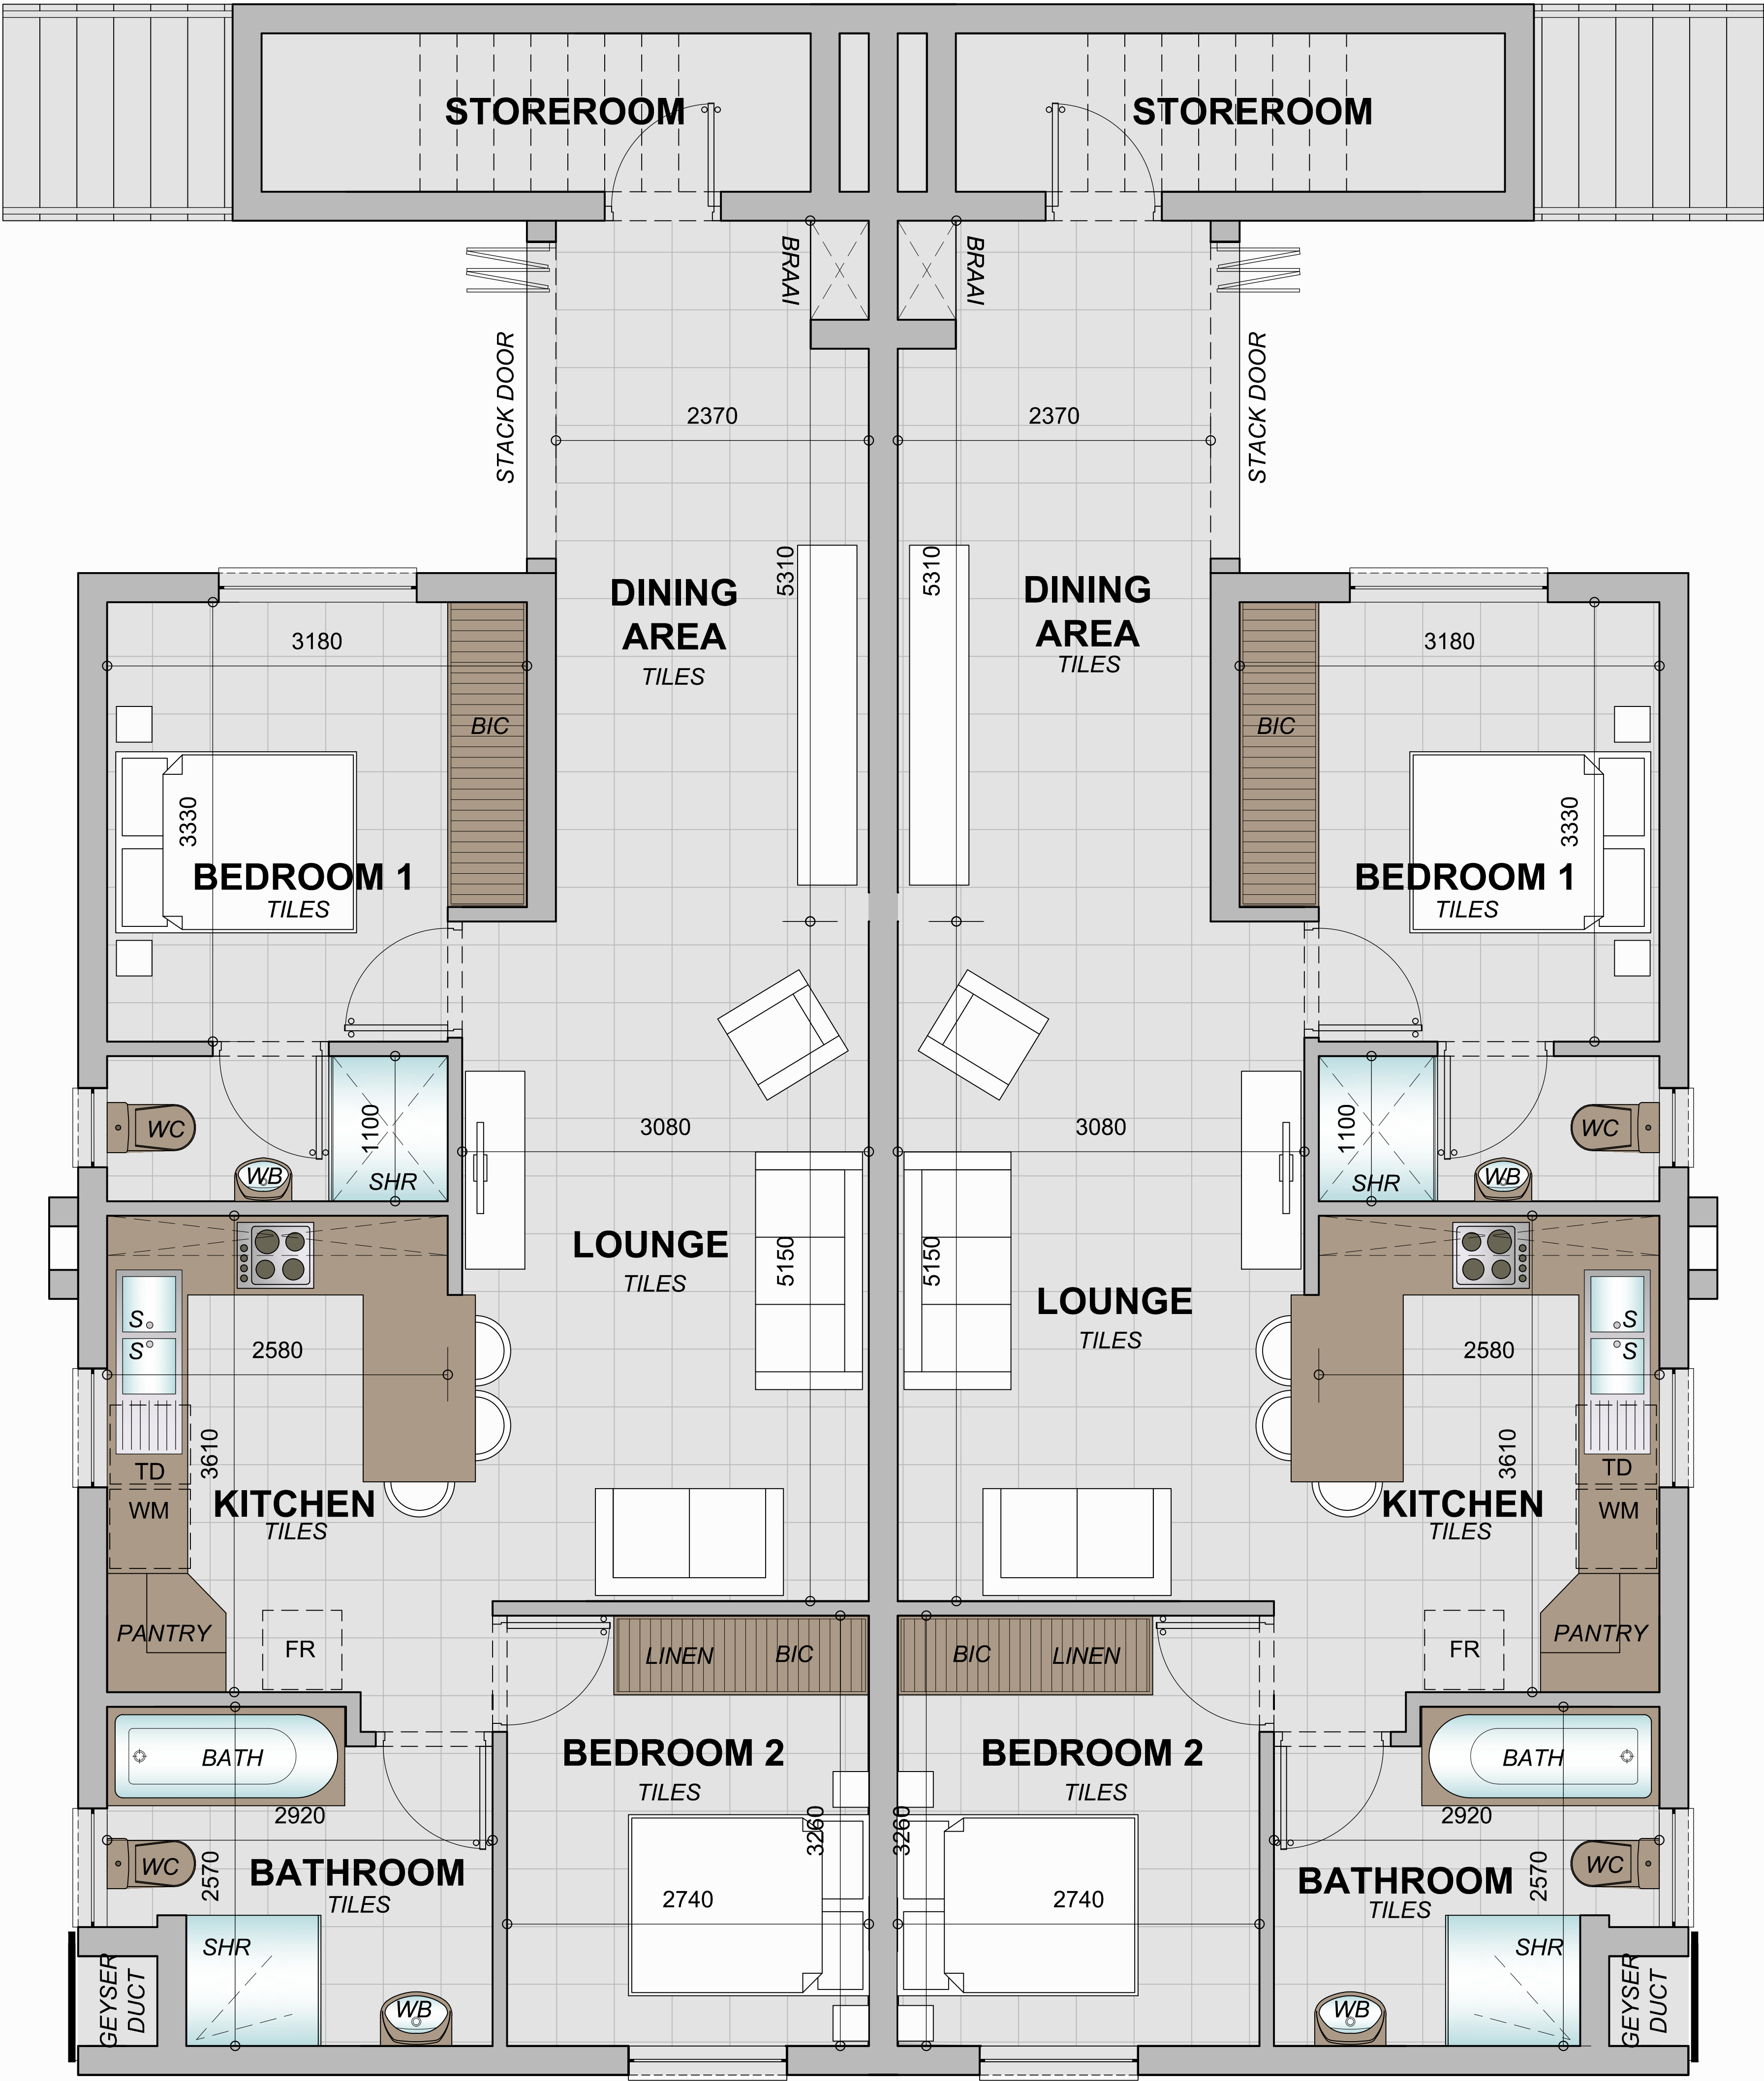 STOREROOM
STOREROOM
BRAAI
BRAAI
STACK DOOR
STACK DOOR
2370
2370
5310
5310
DINING
AREA
TILES
DINING
AREA
TILES
3180
3180
BIC
BIC
3330
3330
BEDROOM 1
TILES
BEDROOM 1
TILES
WC
WB
1100
SHR
3080
3080
1100
SHR
WB
WC
LOUNGE
TILES
5150
5150
LOUNGE
TILES
S
S
2580
2580
S
S
3610
3610
TD
WM
TD
WM
KITCHEN
TILES
KITCHEN
TILES
PANTRY
FR
LINEN
BIC
BIC
LINEN
FR
PANTRY
BATH
BEDROOM 2
TILES
BEDROOM 2
TILES
BATH
2920
3260
3260
2920
WC
2570
BATHROOM
TILES
2740
2740
BATHROOM
TILES
2570
WC
SHR
SHR
GEYSER
DUCT
WB
WB
GEYSER
DUCT